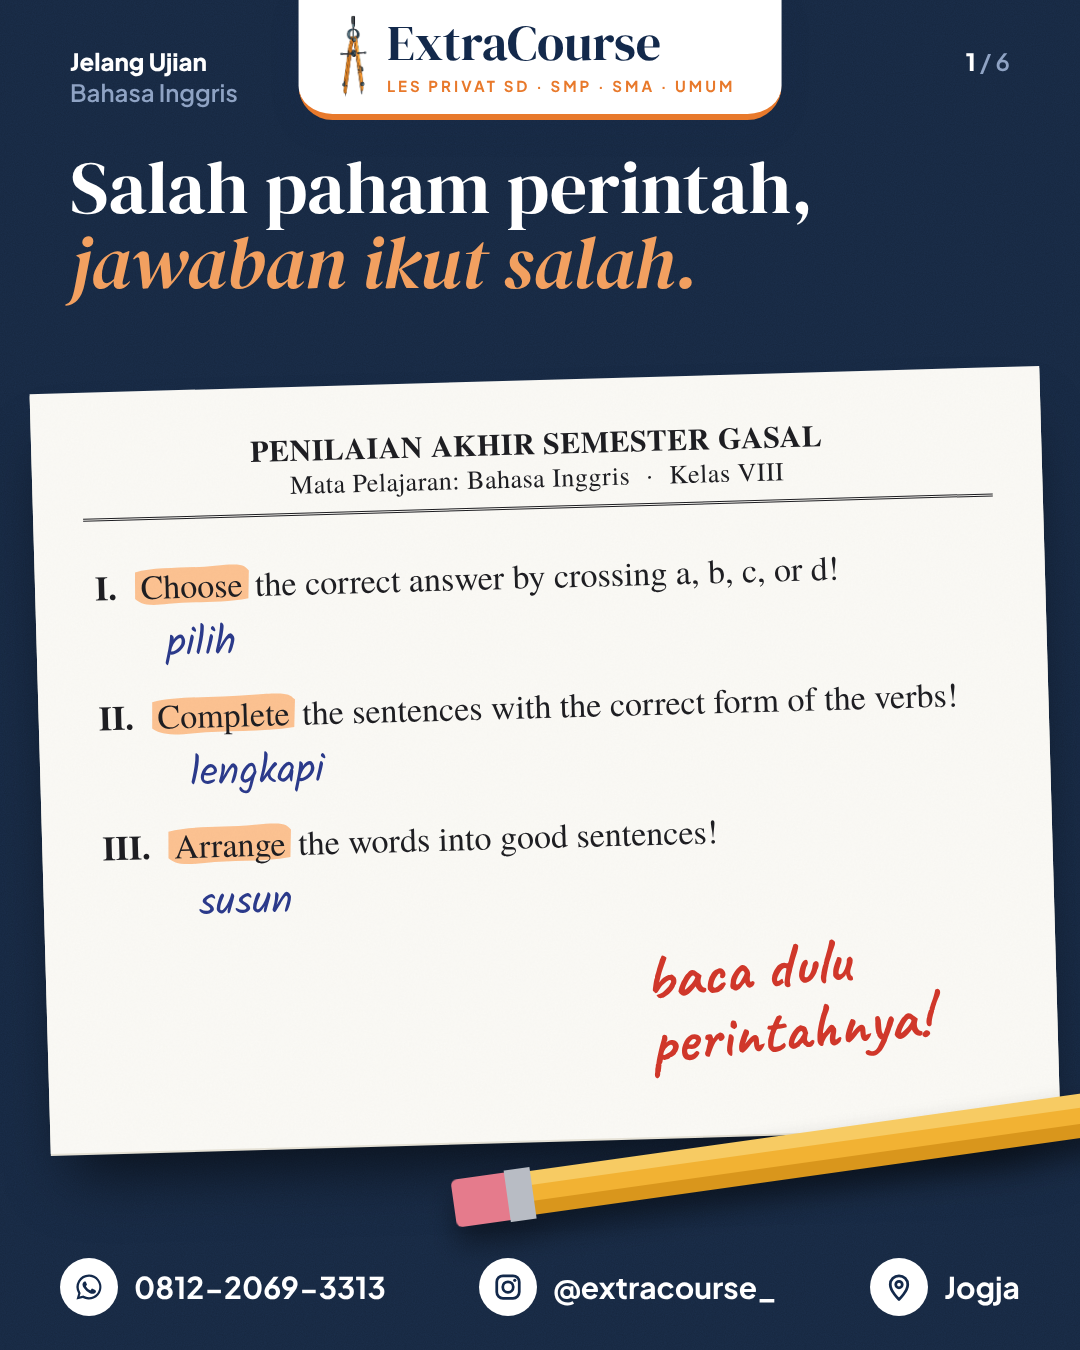 Jelang Ujian
Bahasa Inggris
ExtraCourse
LES PRIVAT SD · SMP · SMA · UMUM
1 / 6
Salah paham perintah,
jawaban ikut salah.
PENILAIAN AKHIR SEMESTER GASAL
Mata Pelajaran: Bahasa Inggris · Kelas VIII
I. Choose the correct answer by crossing a, b, c, or d!
pilih
II. Complete the sentences with the correct form of the verbs!
lengkapi
III. Arrange the words into good sentences!
susun
baca dulu
perintahnya!
0812-2069-3313
@extracourse_
Jogja